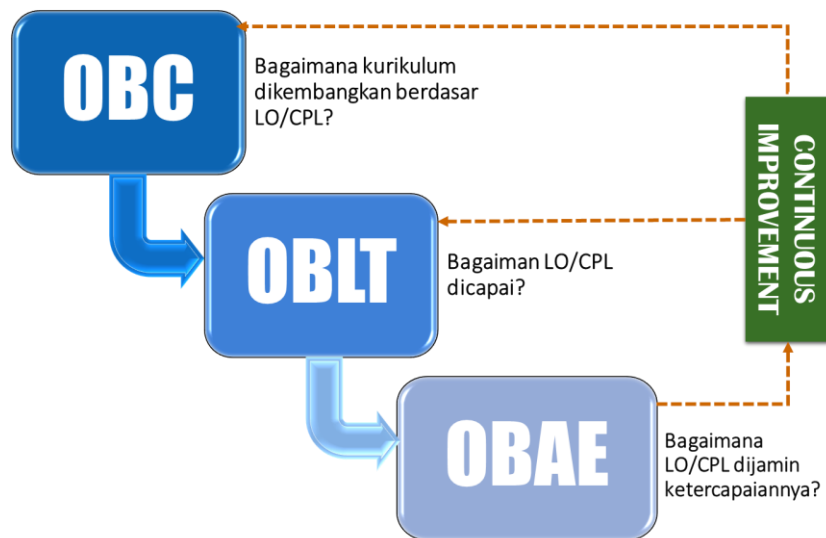 OBC
Bagaimana kurikulum
dikembangkan berdasar
LO/CPL?
OBLT
Bagaiman LO/CPL
dicapai?
OBAE
Bagaimana
LO/CPL dijamin
ketercapaiannya?
CONTINUOUS
IMPROVEMENT